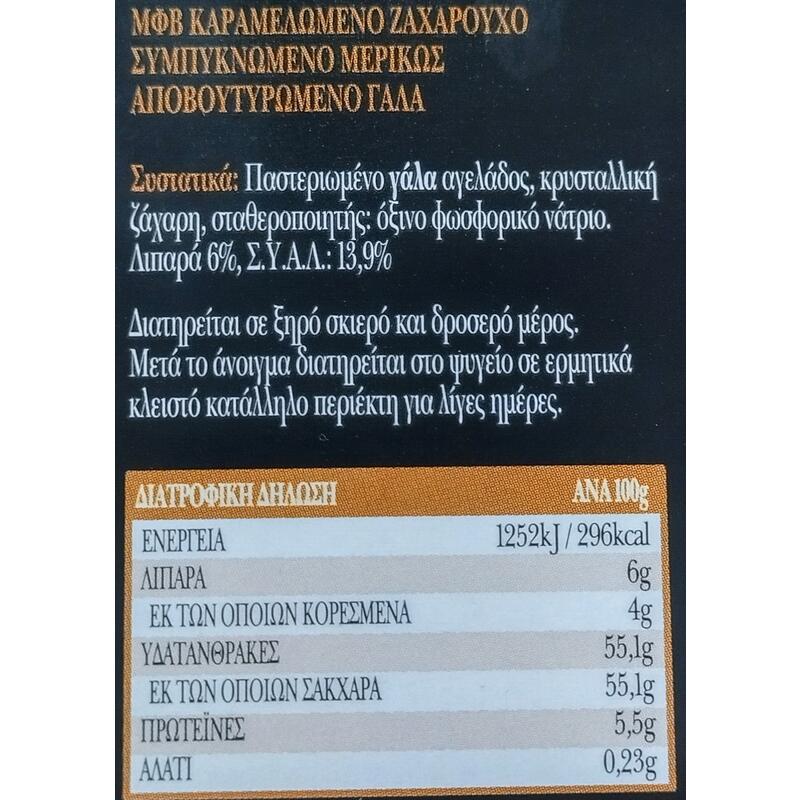 ΜΦΒ ΚΑΡΑΜΕΛΩΜΕΝΟ ΖΑΧΑΡΟΥΧΟ
ΣΥΜΠΥΚΝΩΜΕΝΟ ΜΕΡΙΚΩΣ
ΑΠΟΒΟΥΤΥΡΩΜΕΝΟ ΓΑΛΑ
Συστατικά: Παστεριωμένο γάλα αγελάδος, κρυσταλλική
ζάχαρη, σταθεροποιητής: όξινο φωσφορικό νάτριο.
Λιπαρά 6%, Σ.Υ.Α.Λ.: 13,9%
Διατηρείται σε ξηρό σκιερό και δροσερό μέρος.
Μετά το άνοιγμα διατηρείται στο ψυγείο σε ερμητικά
κλειστό κατάλληλο περιέκτη για λίγες ημέρες.
ΔΙΑΤΡΟΦΙΚΗ ΔΗΛΩΣΗ ΑΝΑ 100g
ΕΝΕΡΓΕΙΑ 1252kJ / 296kcal
ΛΙΠΑΡΑ 6g
ΕΚ ΤΩΝ ΟΠΟΙΩΝ ΚΟΡΕΣΜΕΝΑ 4g
ΥΔΑΤΑΝΘΡΑΚΕΣ 55,1g
ΕΚ ΤΩΝ ΟΠΟΙΩΝ ΣΑΚΧΑΡΑ 55,1g
ΠΡΩΤΕΪΝΕΣ 5,5g
ΑΛΑΤΙ 0,23g